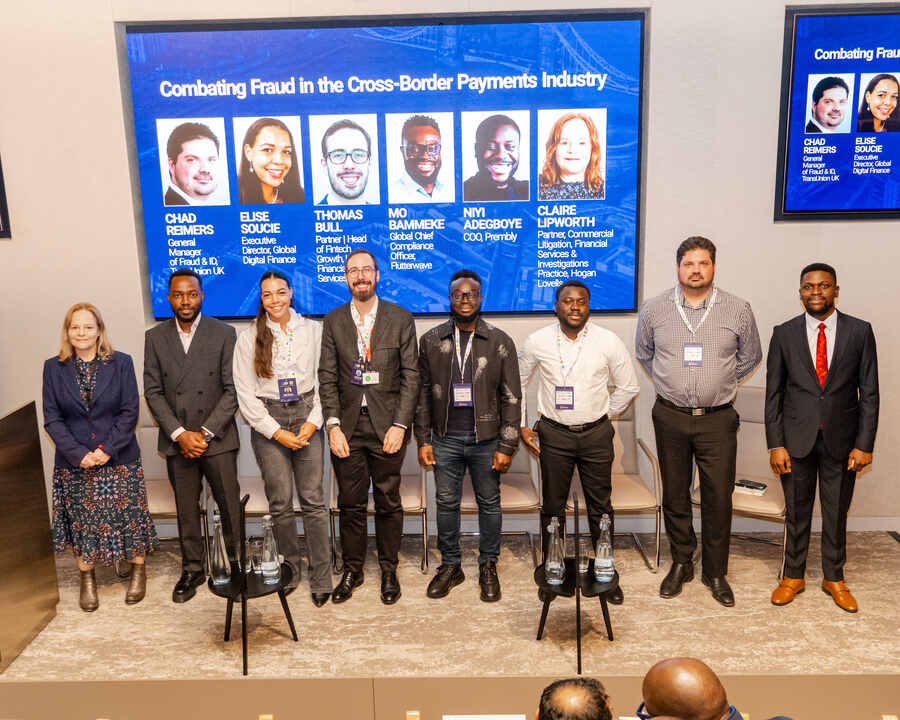 Combating Fraud in the Cross-Border Payments Industry
CHAD
REIMERS
General
Manager
of Fraud & ID,
TransUnion UK
ELISE
SOUCIE
Executive
Director, Global
Digital Finance
THOMAS
BULL
Partner | Head
of Fintech
Growth,
Financial
Services
MO
BAMMEKE
Global Chief
Compliance
Officer,
Flutterwave
NIYI
ADEGBOYE
COO, Prembly
CLAIRE
LIPWORTH
Partner, Commercial
Litigation, Financial
Services &
Investigations
Practice, Hogan
Lovells
Combating Frau
CHAD
REIMERS
General
Manager
of Fraud & ID,
TransUnion UK
ELISE
SOUCIE
Executive
Director, Global
Digital Finance